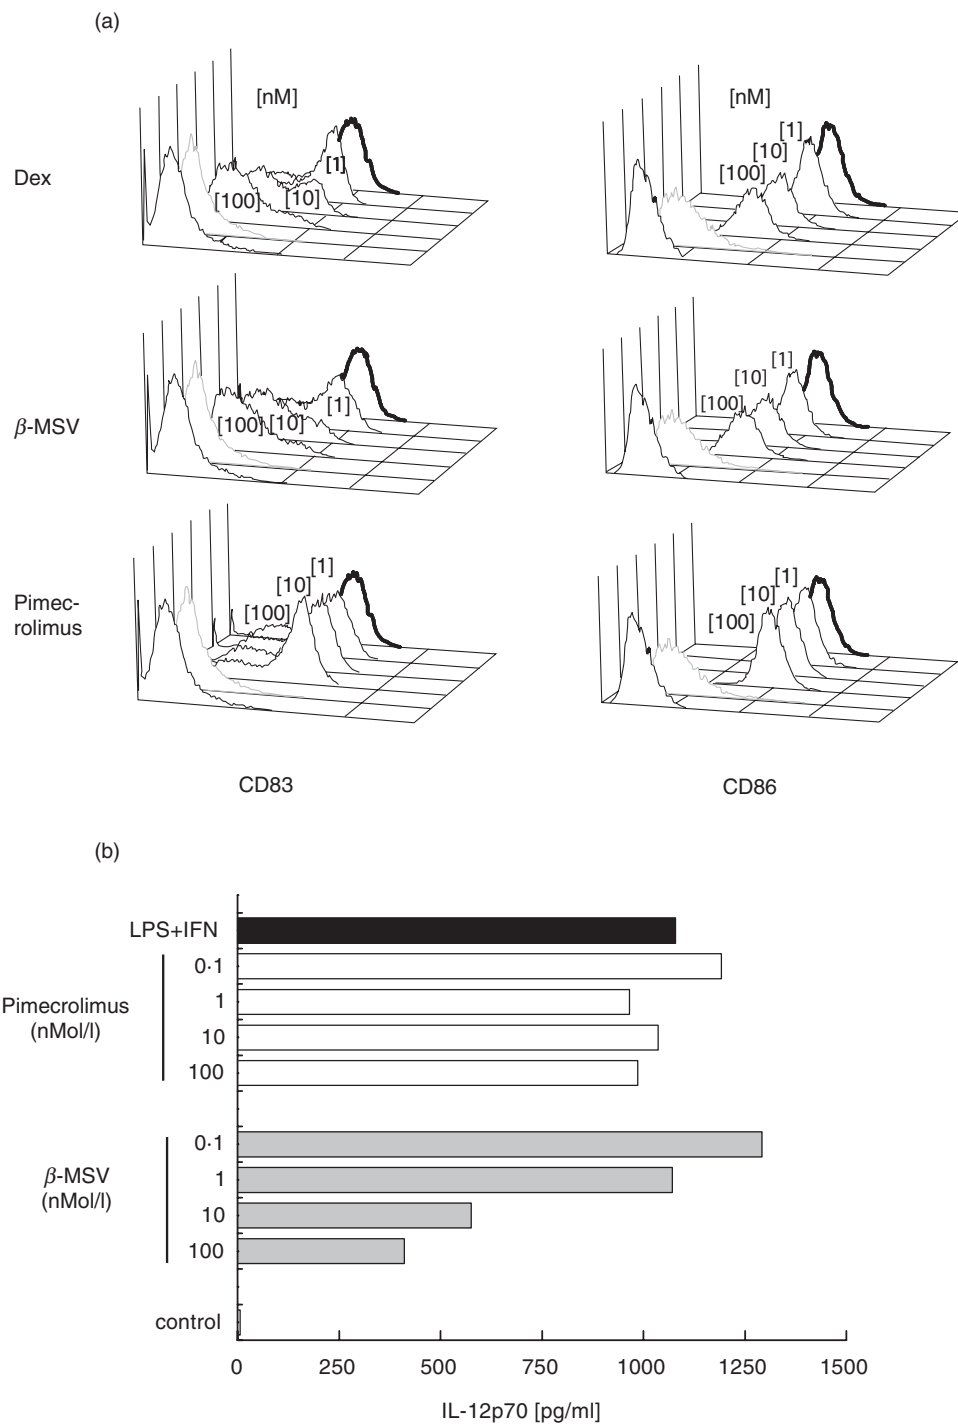 (a)
[nM]
[nM]
Dex
[100]
[10]
[1]
[100]
[10]
[1]
β-MSV
[100]
[10]
[1]
[100]
[10]
[1]
Pimec-
rolimus
[100]
[10]
[1]
[100]
[10]
[1]
CD83
CD86
(b)
LPS+IFN
Pimecrolimus
(nMol/l)
0·1
1
10
100
β-MSV
(nMol/l)
0·1
1
10
100
control
0 250 500 750 1000 1250 1500
IL-12p70 [pg/ml]